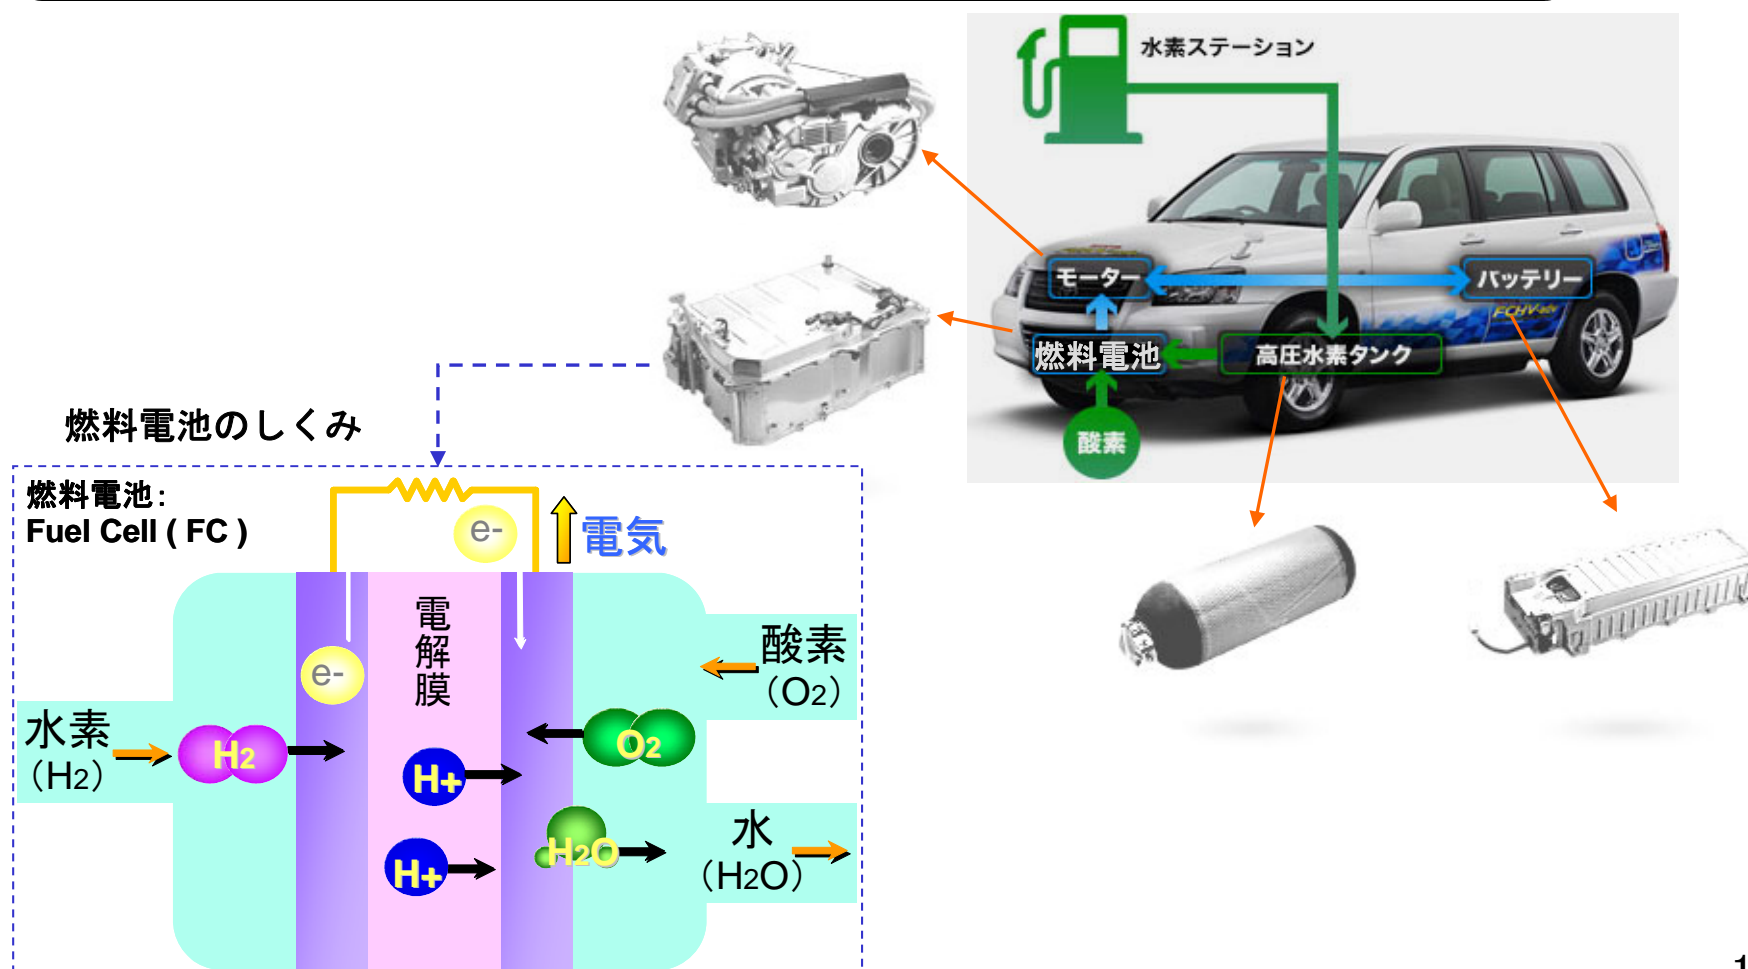 水素ステーション
モーター
バッテリー
FCHV-adv
燃料電池
高圧水素タンク
酸素
燃料電池のしくみ
燃料電池:
Fuel Cell ( FC )
e-
電気
電解膜
e-
酸素
（O2）
水素
（H2）
H2
O2
H+
H2O
水
（H2O）
H+
1